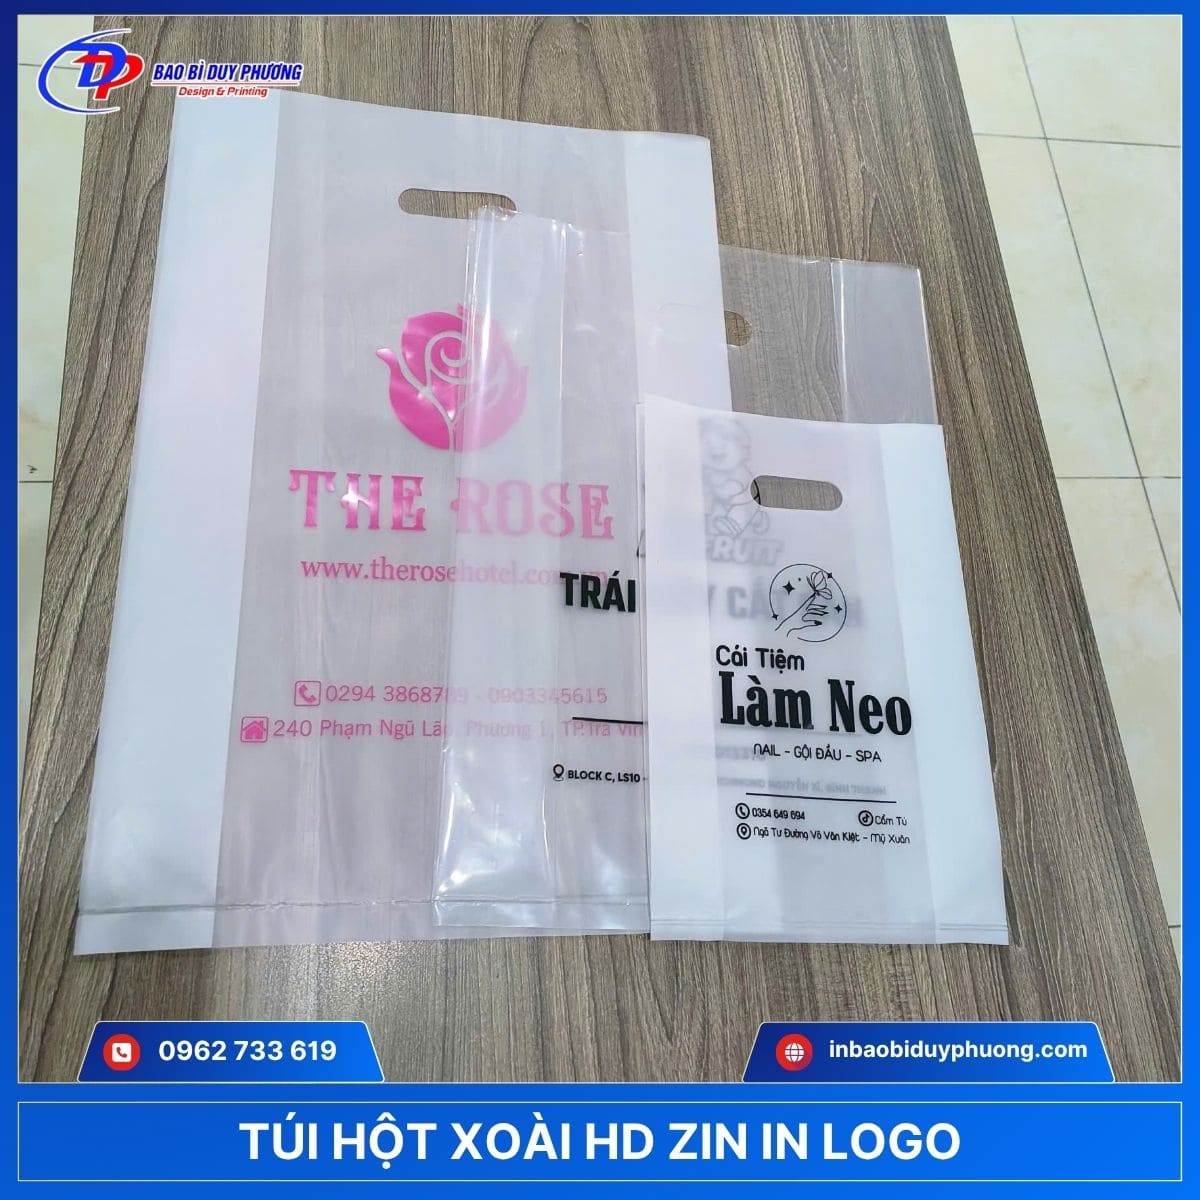 DP BAO BÌ DUY PHƯƠNG
Design & Printing
THE ROSE
www.therosehotel.com.vn
0294 3868789 - 0903345615
240 Phạm Ngũ Lão, Phường 1, TP.Trà Vin
TRÁI
BLOCK C, LS10 -
FRUIT
Cái Tiệm
Làm Neo
NAIL - GỘI ĐẦU - SPA
0354 649 694
Cẩm Tú
Ngã Tư Đường Võ Văn Kiệt - Mỹ Xuân
0962 733 619
inbaobiduyphuong.com
TÚI HỘT XOÀI HD ZIN IN LOGO